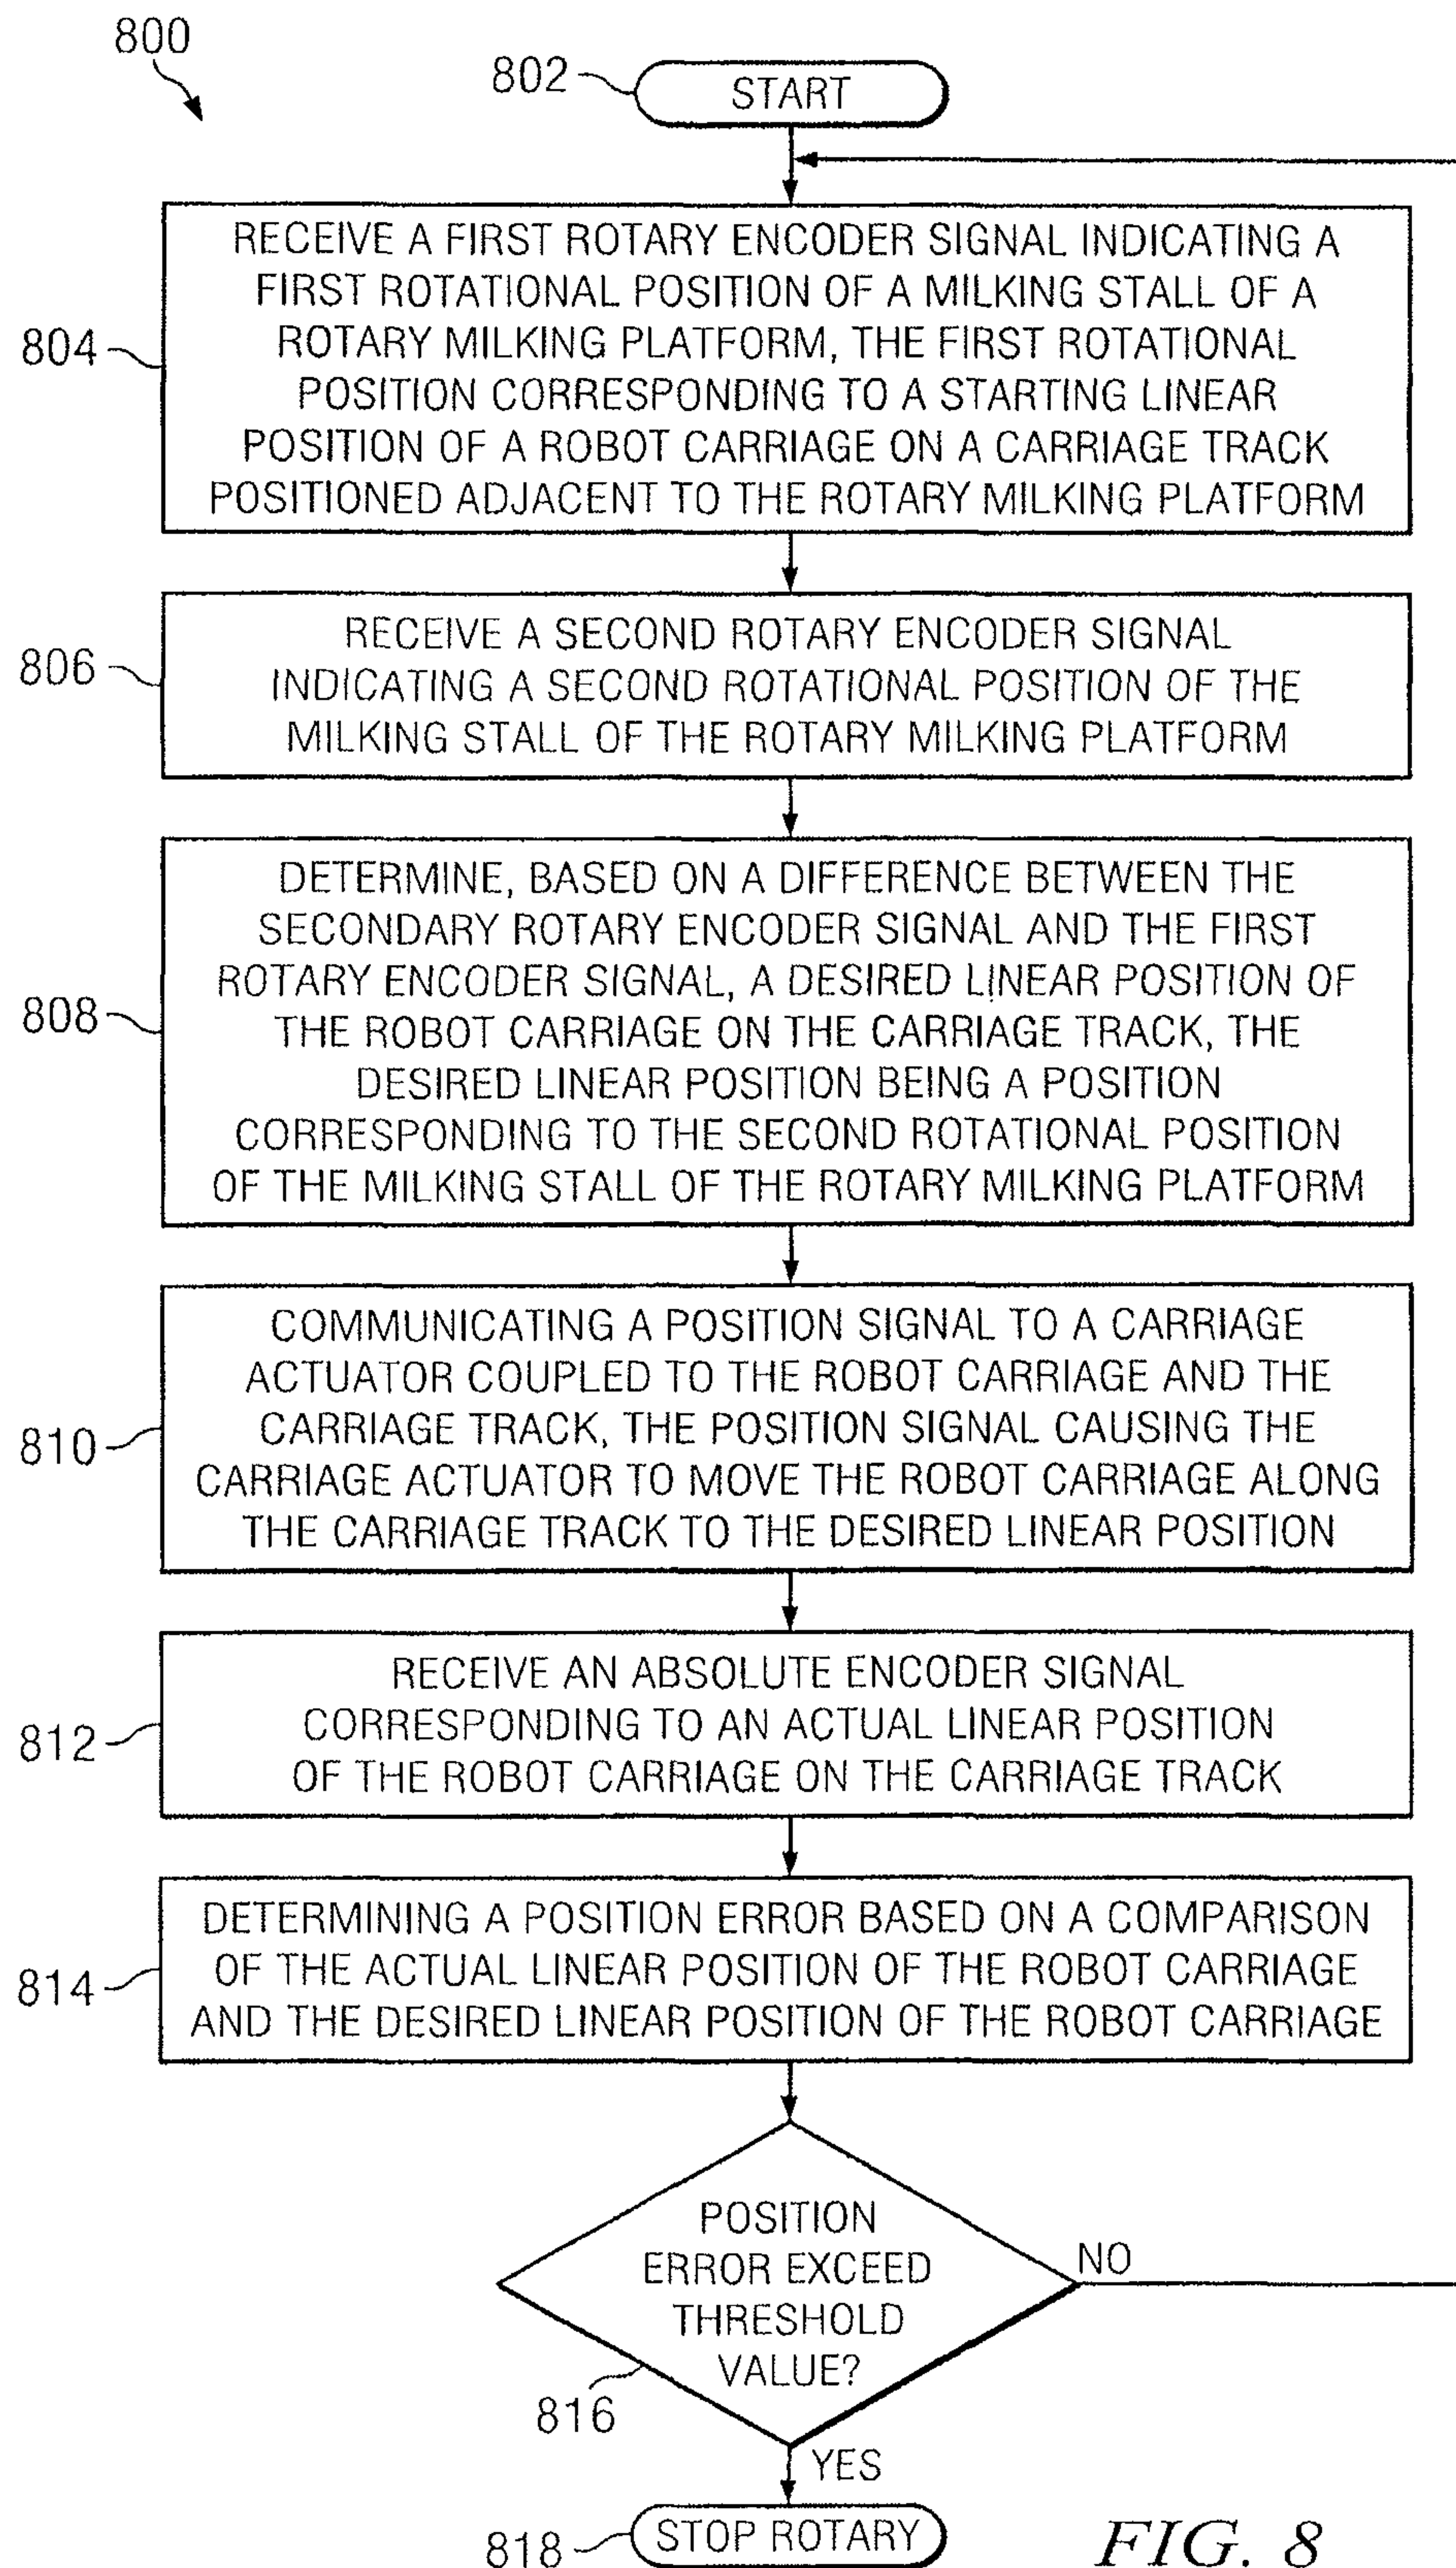 800
802
START
804
RECEIVE A FIRST ROTARY ENCODER SIGNAL INDICATING A
FIRST ROTATIONAL POSITION OF A MILKING STALL OF A
ROTARY MILKING PLATFORM, THE FIRST ROTATIONAL
POSITION CORRESPONDING TO A STARTING LINEAR
POSITION OF A ROBOT CARRIAGE ON A CARRIAGE TRACK
POSITIONED ADJACENT TO THE ROTARY MILKING PLATFORM
806
RECEIVE A SECOND ROTARY ENCODER SIGNAL
INDICATING A SECOND ROTATIONAL POSITION OF THE
MILKING STALL OF THE ROTARY MILKING PLATFORM
808
DETERMINE, BASED ON A DIFFERENCE BETWEEN THE
SECONDARY ROTARY ENCODER SIGNAL AND THE FIRST
ROTARY ENCODER SIGNAL, A DESIRED LINEAR POSITION OF
THE ROBOT CARRIAGE ON THE CARRIAGE TRACK, THE
DESIRED LINEAR POSITION BEING A POSITION
CORRESPONDING TO THE SECOND ROTATIONAL POSITION
OF THE MILKING STALL OF THE ROTARY MILKING PLATFORM
810
COMMUNICATING A POSITION SIGNAL TO A CARRIAGE
ACTUATOR COUPLED TO THE ROBOT CARRIAGE AND THE
CARRIAGE TRACK, THE POSITION SIGNAL CAUSING THE
CARRIAGE ACTUATOR TO MOVE THE ROBOT CARRIAGE ALONG
THE CARRIAGE TRACK TO THE DESIRED LINEAR POSITION
812
RECEIVE AN ABSOLUTE ENCODER SIGNAL
CORRESPONDING TO AN ACTUAL LINEAR POSITION
OF THE ROBOT CARRIAGE ON THE CARRIAGE TRACK
814
DETERMINING A POSITION ERROR BASED ON A COMPARISON
OF THE ACTUAL LINEAR POSITION OF THE ROBOT CARRIAGE
AND THE DESIRED LINEAR POSITION OF THE ROBOT CARRIAGE
POSITION
ERROR EXCEED
THRESHOLD
VALUE?
NO
816
YES
818
STOP ROTARY
FIG. 8